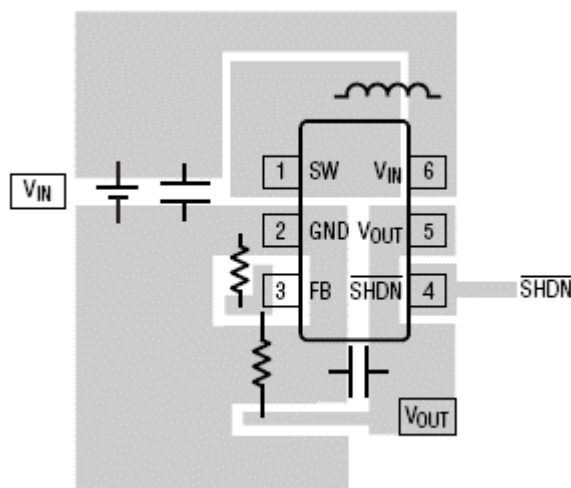 1 SW VIN 6
VIN
2 GND VOUT 5
3 FB SHDN 4 SHDN
VOUT